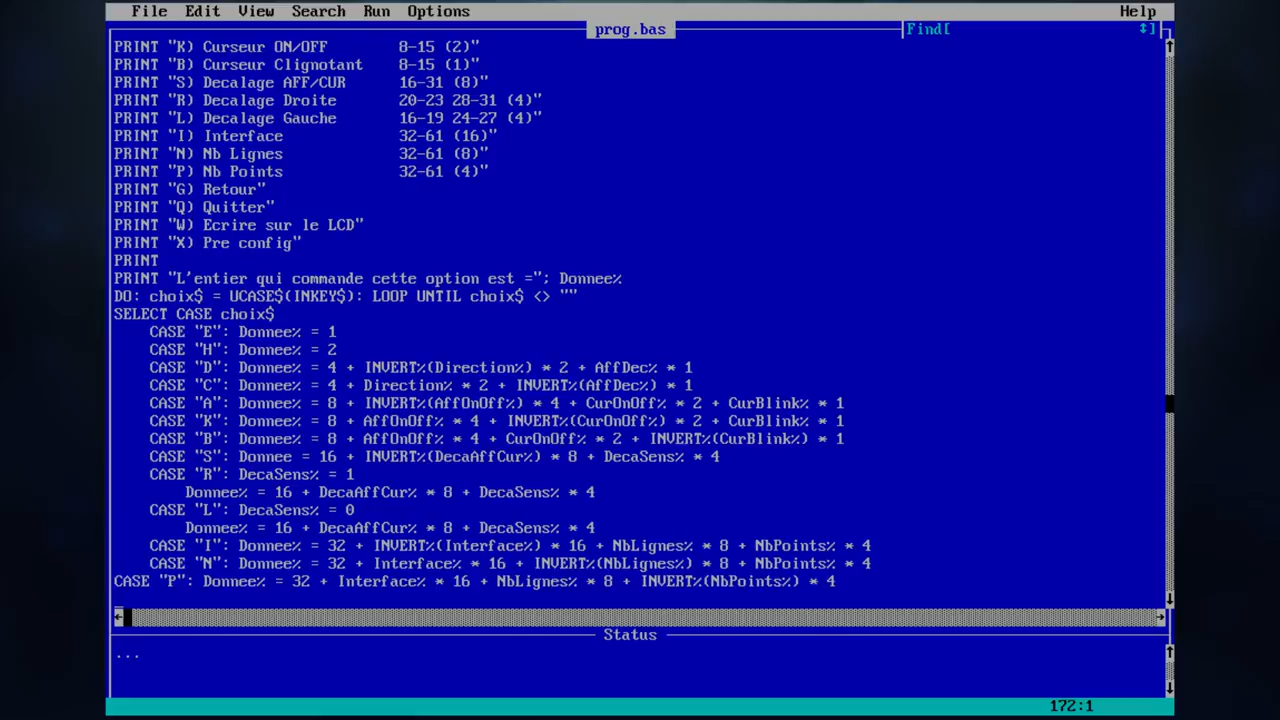 File Edit View Search Run Options Help
prog.bas
Find[ ↕]
PRINT "K) Curseur ON/OFF        8-15 (2)"
PRINT "B) Curseur Clignotant    8-15 (1)"
PRINT "S) Decalage AFF/CUR      16-31 (8)"
PRINT "R) Decalage Droite       20-23 28-31 (4)"
PRINT "L) Decalage Gauche       16-19 24-27 (4)"
PRINT "I) Interface             32-61 (16)"
PRINT "N) Nb Lignes             32-61 (8)"
PRINT "P) Nb Points             32-61 (4)"
PRINT "G) Retour"
PRINT "Q) Quitter"
PRINT "W) Ecrire sur le LCD"
PRINT "X) Pre config"
PRINT
PRINT "L'entier qui commande cette option est ="; Donnee%
DO: choix$ = UCASE$(INKEY$): LOOP UNTIL choix$ <> ""
SELECT CASE choix$
    CASE "E": Donnee% = 1
    CASE "H": Donnee% = 2
    CASE "D": Donnee% = 4 + INVERT%(Direction%) * 2 + AffDec% * 1
    CASE "C": Donnee% = 4 + Direction% * 2 + INVERT%(AffDec%) * 1
    CASE "A": Donnee% = 8 + INVERT%(AffOnOff%) * 4 + CurOnOff% * 2 + CurBlink% * 1
    CASE "K": Donnee% = 8 + AffOnOff% * 4 + INVERT%(CurOnOff%) * 2 + CurBlink% * 1
    CASE "B": Donnee% = 8 + AffOnOff% * 4 + CurOnOff% * 2 + INVERT%(CurBlink%) * 1
    CASE "S": Donnee = 16 + INVERT%(DecaAffCur%) * 8 + DecaSens% * 4
    CASE "R": DecaSens% = 1
        Donnee% = 16 + DecaAffCur% * 8 + DecaSens% * 4
    CASE "L": DecaSens% = 0
        Donnee% = 16 + DecaAffCur% * 8 + DecaSens% * 4
    CASE "I": Donnee% = 32 + INVERT%(Interface%) * 16 + NbLignes% * 8 + NbPoints% * 4
    CASE "N": Donnee% = 32 + Interface% * 16 + INVERT%(NbLignes%) * 8 + NbPoints% * 4
CASE "P": Donnee% = 32 + Interface% * 16 + NbLignes% * 8 + INVERT%(NbPoints%) * 4
Status
...
172:1